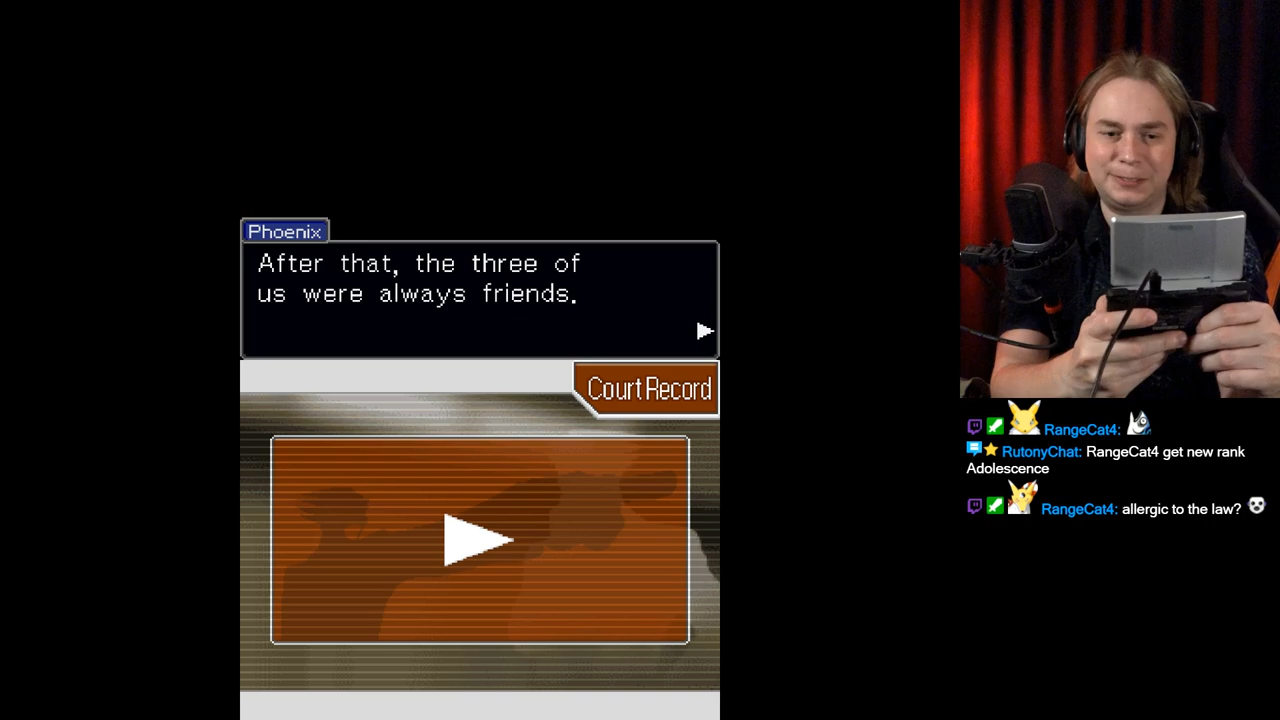 Phoenix
After that, the three of
us were always friends.
Court Record
RangeCat4:
RutonyChat: RangeCat4 get new rank
Adolescence
RangeCat4: allergic to the law?